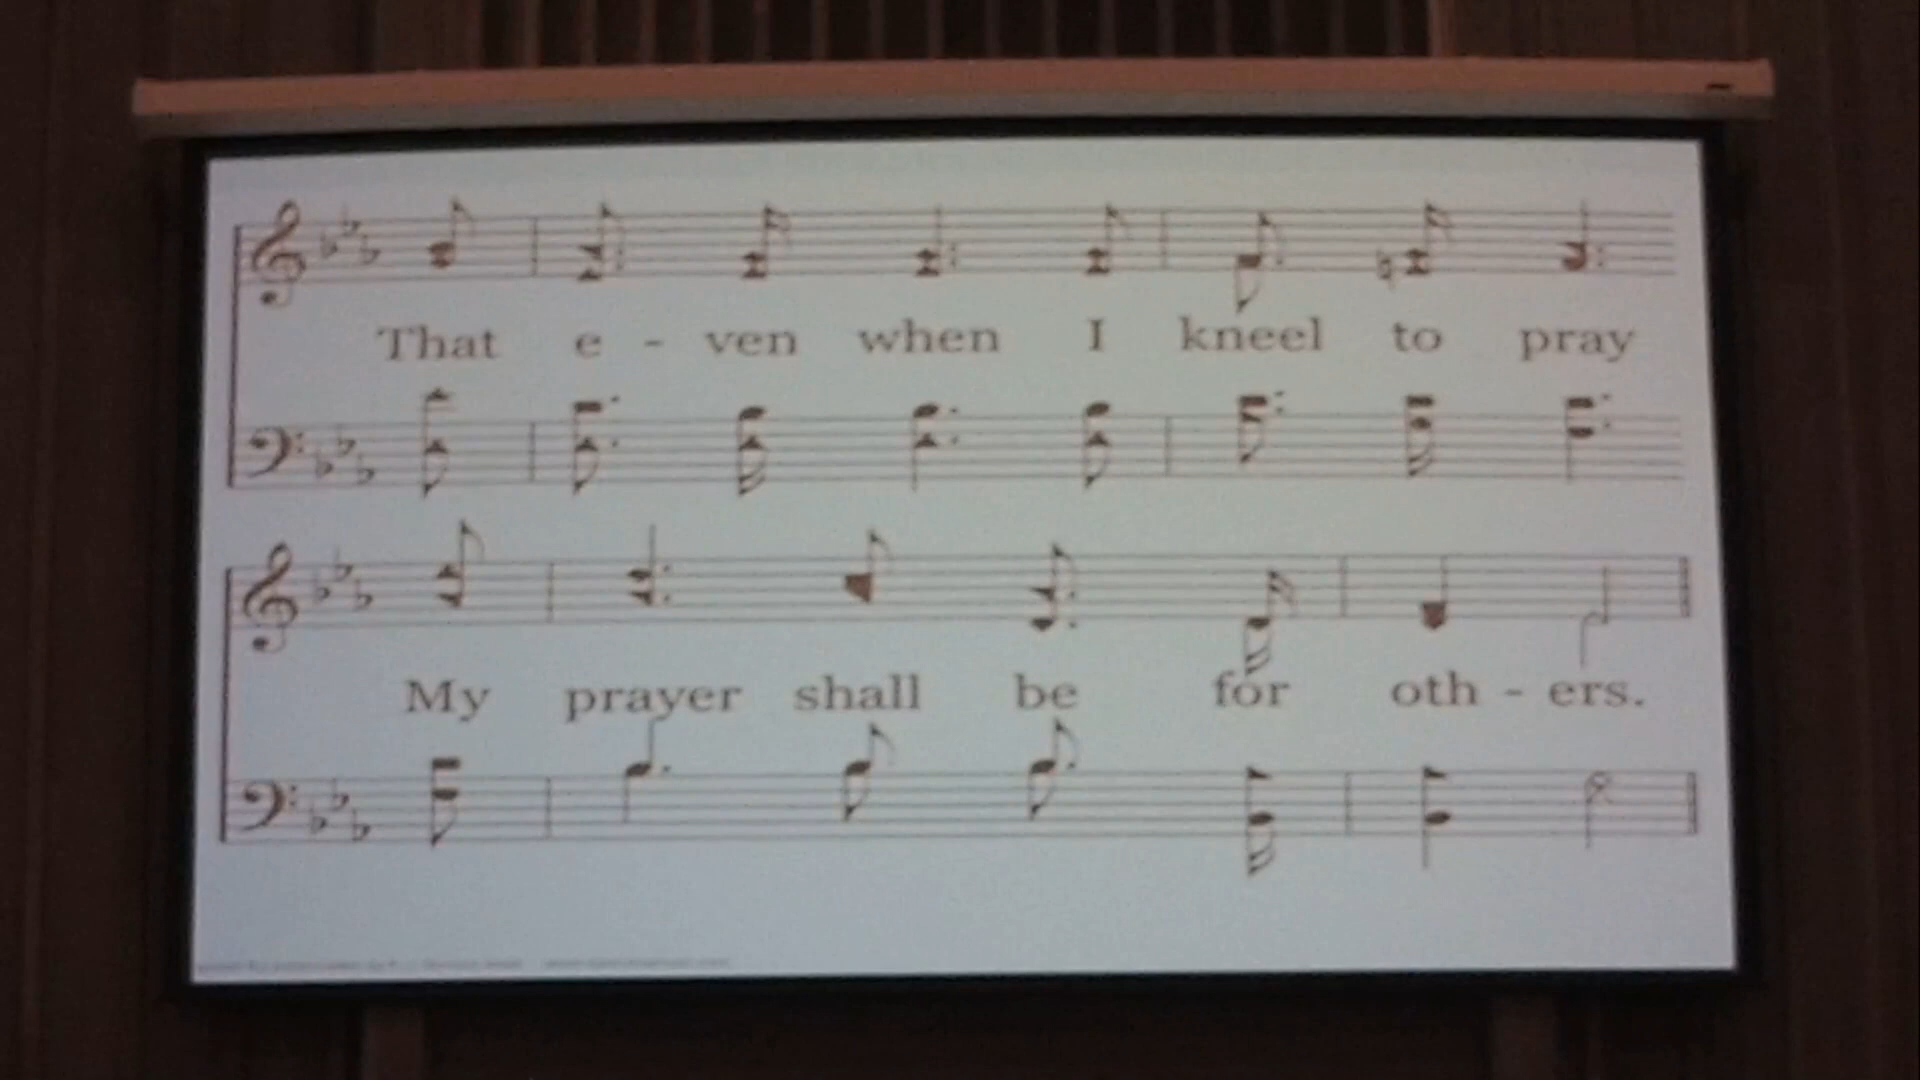 That e - ven when I kneel to pray
My prayer shall be for oth - ers.